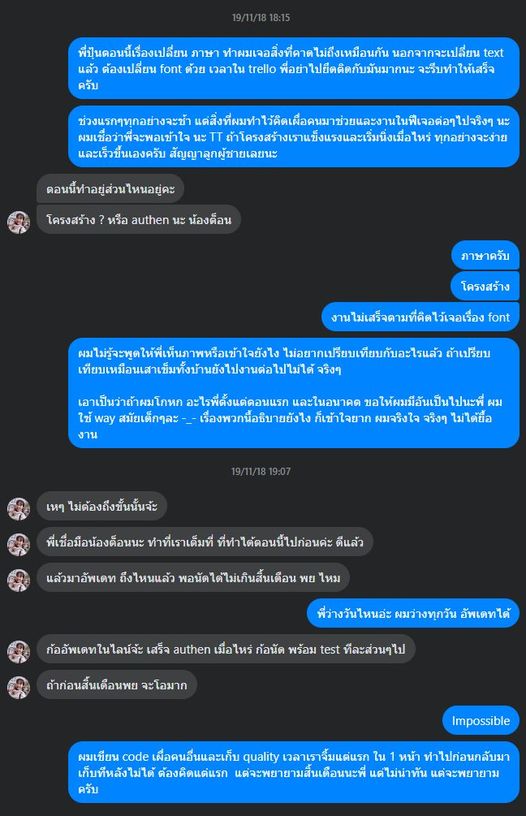 19/11/18 18:15
พี่ปุ้นตอนนี้เรื่องเปลี่ยน ภาษา ทำผมเจอสิ่งที่คาดไม่ถึงเหมือนกัน นอกจากจะเปลี่ยน text
แล้ว ต้องเปลี่ยน font ด้วย เวลาใน trello พี่อย่าไปยึดติดกับมันมากนะ จะรีบทำให้เสร็จ
ครับ
ช่วงแรกๆทุกอย่างจะช้า แต่สิ่งที่ผมทำไว้คิดเผื่อคนมาช่วยและงานในฟีเจอต่อๆไปจริงๆ นะ
ผมเชื่อว่าพี่จะพอเข้าใจ นะ TT ถ้าโครงสร้างเราแข็งแรงและเริ่มนิ่งเมื่อไหร่ ทุกอย่างจะง่าย
และเร็วขึ้นเองครับ สัญญาลูกผู้ชายเลยนะ
ตอนนี้ทำอยู่ส่วนไหนอยู่คะ
โครงสร้าง ? หรือ authen นะ น้องต็อน
ภาษาครับ
โครงสร้าง
งานไม่เสร็จตามที่คิดไว้เจอเรื่อง font
ผมไม่รู้จะพูดให้พี่เห็นภาพหรือเข้าใจยังไง ไม่อยากเปรียบเทียบกับอะไรแล้ว ถ้าเปรียบ
เทียบเหมือนเสาเข็มทั้งบ้านยังไปงานต่อไปไม่ได้ จริงๆ
เอาเป็นว่าถ้าผมโกหก อะไรพี่ตั้งแต่ตอนแรก และในอนาคต ขอให้ผมมีอันเป็นไปนะพี่ ผม
ใช้ way สมัยเด็กๆละ -_- เรื่องพวกนี้อธิบายยังไง ก็เข้าใจยาก ผมจริงใจ จริงๆ ไม่ได้ยื้อ
งาน
19/11/18 19:07
เหๆ ไม่ต้องถึงขั้นนั้นจ้ะ
พี่เชื่อมือน้องต็อนนะ ทำที่เราเต็มที่ ที่ทำได้ตอนนี้ไปก่อนค่ะ ดีแล้ว
แล้วมาอัพเดท ถึงไหนแล้ว พอนัดได้ไม่เกินสิ้นเดือน พย ไหม
พี่ว่างวันไหนอ่ะ ผมว่างทุกวัน อัพเดทได้
ก้ออัพเดทในไลน์จ้ะ เสร็จ authen เมื่อไหร่ ก้อนัด พร้อม test ทีละส่วนๆไป
ถ้าก่อนสิ้นเดือนพย จะโอมาก
Impossible
ผมเขียน code เผื่อคนอื่นและเก็บ quality เวลาเราจิ้มแต่แรก ใน 1 หน้า ทำไปก่อนกลับมา
เก็บทีหลังไม่ได้ ต้องคิดแต่แรก แต่จะพยายามสิ้นเดือนนะพี่ แต่ไม่น่าทัน แต่จะพยายาม
ครับ